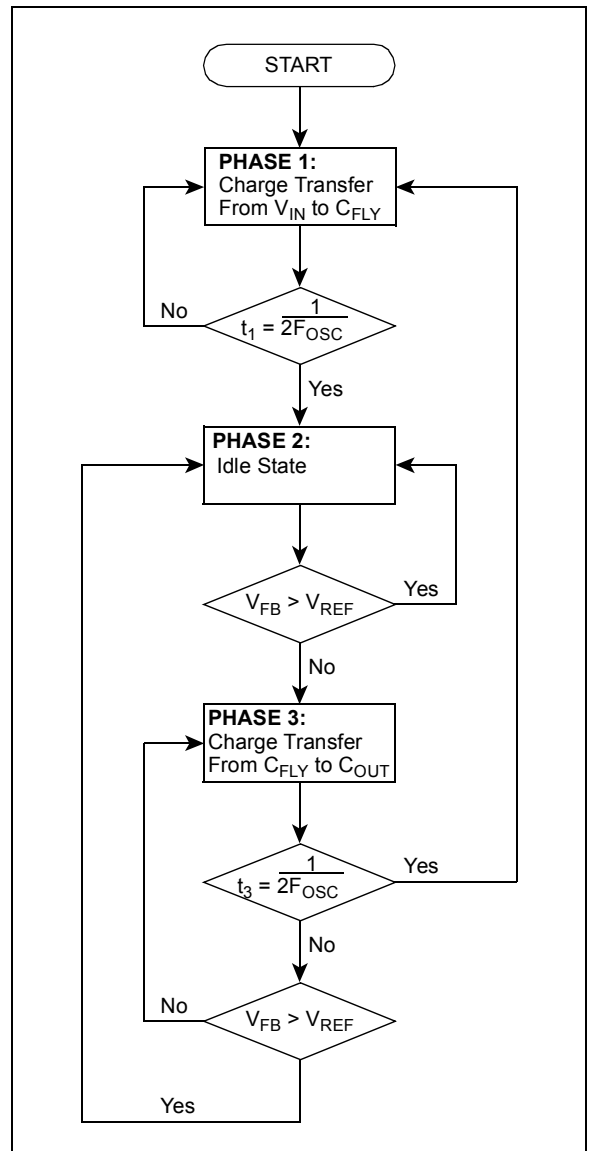 START
PHASE 1:
Charge Transfer
From V_IN to C_FLY
t_1 = 1/2F_OSC
No
Yes
PHASE 2:
Idle State
V_FB > V_REF
Yes
No
PHASE 3:
Charge Transfer
From C_FLY to C_OUT
t_3 = 1/2F_OSC
Yes
No
No
V_FB > V_REF
Yes